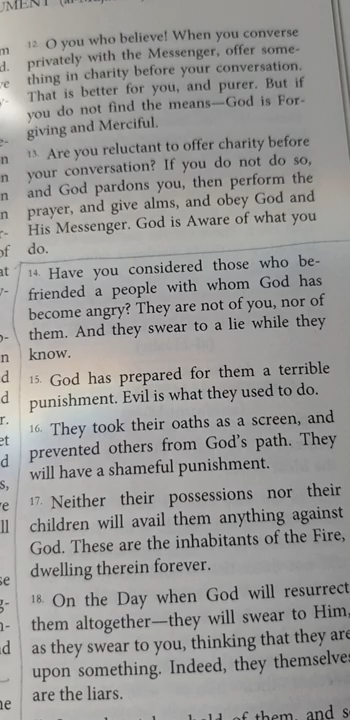 12. O you who believe! When you converse
privately with the Messenger, offer some-
thing in charity before your conversation.
That is better for you, and purer. But if
you do not find the means—God is For-
giving and Merciful.
13. Are you reluctant to offer charity before
your conversation? If you do not do so,
and God pardons you, then perform the
prayer, and give alms, and obey God and
His Messenger. God is Aware of what you
do.
14. Have you considered those who be-
friended a people with whom God has
become angry? They are not of you, nor of
them. And they swear to a lie while they
know.
15. God has prepared for them a terrible
punishment. Evil is what they used to do.
16. They took their oaths as a screen, and
prevented others from God's path. They
will have a shameful punishment.
17. Neither their possessions nor their
children will avail them anything against
God. These are the inhabitants of the Fire,
dwelling therein forever.
18. On the Day when God will resurrect
them altogether—they will swear to Him,
as they swear to you, thinking that they are
upon something. Indeed, they themselves
are the liars.
of them, and